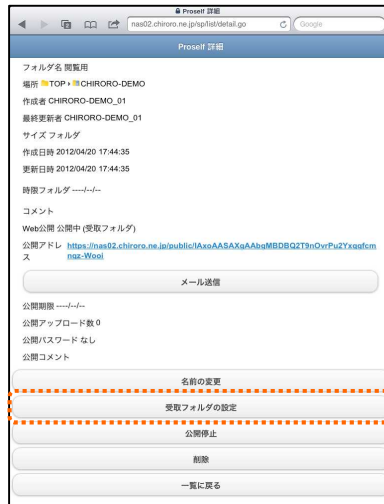 Proself 詳細
nas02.chiroro.ne.jp/sp/list/detail.go
Google
Proself 詳細
フォルダ名 閲覧用
場所 TOP CHIRORO-DEMO
作成者 CHIRORO-DEMO_01
最終更新者 CHIRORO-DEMO_01
サイズ フォルダ
作成日時 2012/04/20 17:44:35
更新日時 2012/04/20 17:44:35
時限フォルダ ----/--/--
コメント
Web公開 公開中 (受取フォルダ)
公開アドレス https://nas02.chiroro.ne.jp/public/
メール送信
公開期限 ----/--/--
公開アップロード数 0
公開パスワード なし
公開コメント
名前の変更
受取フォルダの設定
公開停止
削除
一覧に戻る